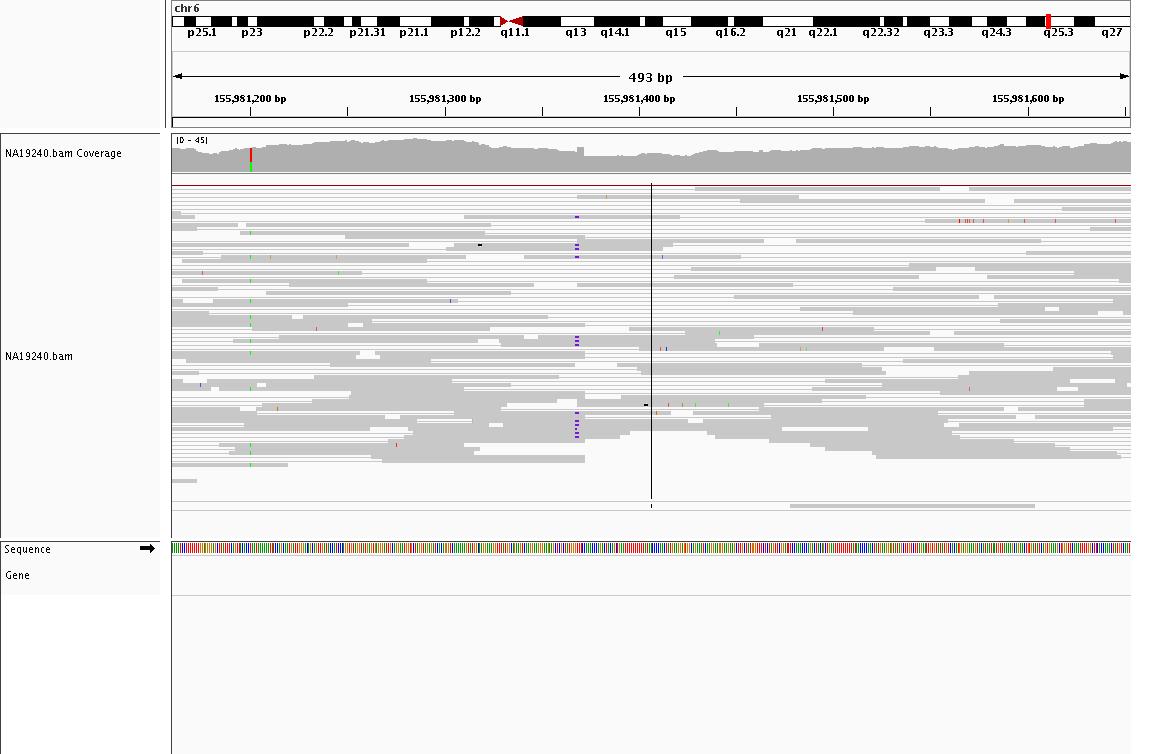 chr6
p25.1 p23 p22.2 p21.31 p21.1 p12.2 q11.1 q13 q14.1 q15 q16.2 q21 q22.1 q22.32 q23.3 q24.3 q25.3 q27
493 bp
155,981,200 bp 155,981,300 bp 155,981,400 bp 155,981,500 bp 155,981,600 bp
[0 - 45]
NA19240.bam Coverage
NA19240.bam
Sequence
Gene